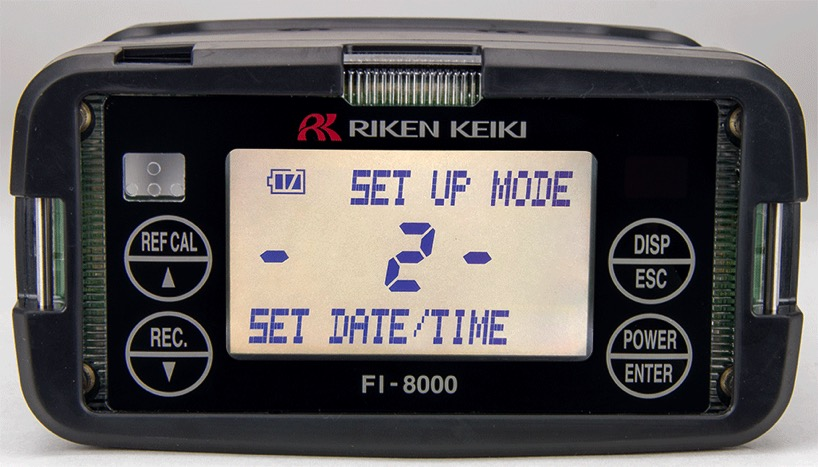 RIKEN KEIKI
SET UP MODE
- 2 -
SET DATE/TIME
REF CAL
▲
REC.
▼
DISP
ESC
POWER
ENTER
FI-8000